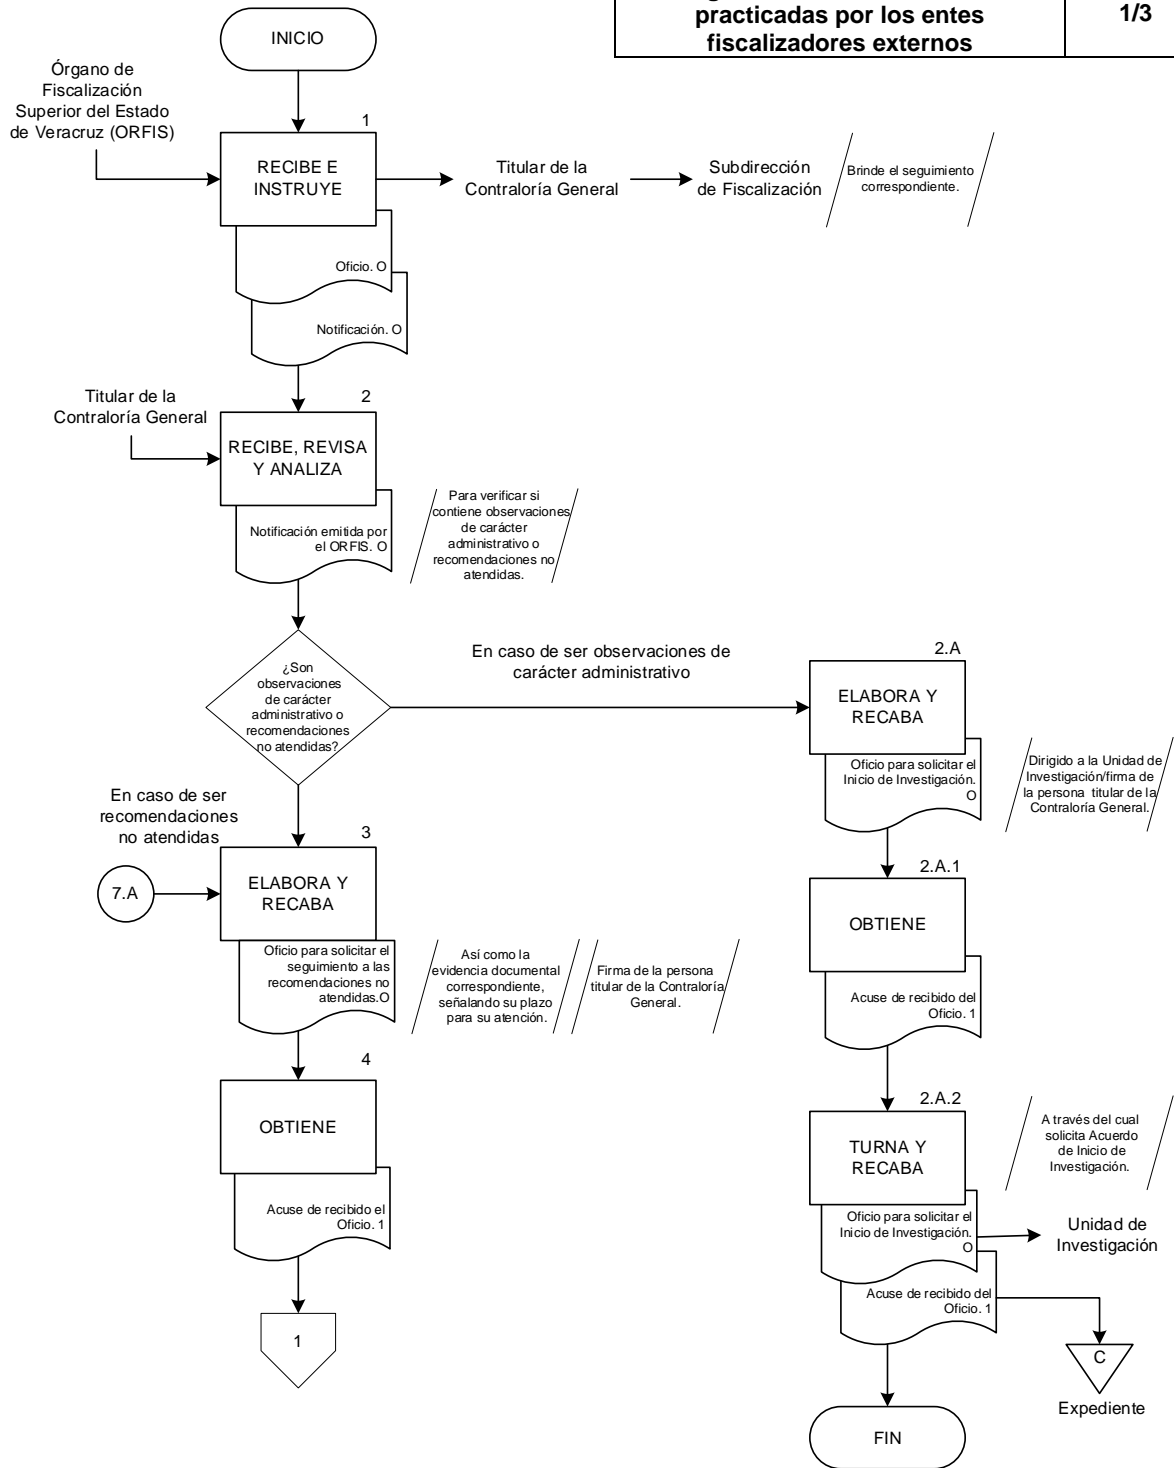 practicadas por los entes
fiscalizadores externos
1/3
INICIO
Órgano de
Fiscalización
Superior del Estado
de Veracruz (ORFIS)
1
RECIBE E
INSTRUYE
Titular de la
Contraloría General
Subdirección
de Fiscalización
Brinde el seguimiento
correspondiente.
Oficio. O
Notificación. O
Titular de la
Contraloría General
2
RECIBE, REVISA
Y ANALIZA
Notificación emitida por
el ORFIS. O
Para verificar si
contiene observaciones
de carácter
administrativo o
recomendaciones no
atendidas.
¿Son
observaciones
de carácter
administrativo o
recomendaciones
no atendidas?
En caso de ser observaciones de
carácter administrativo
2.A
ELABORA Y
RECABA
Oficio para solicitar el
Inicio de Investigación.
O
Dirigido a la Unidad de
Investigación/firma de
la persona titular de la
Contraloría General.
En caso de ser
recomendaciones
no atendidas
3
7.A
ELABORA Y
RECABA
Oficio para solicitar el
seguimiento a las
recomendaciones no
atendidas.O
Así como la
evidencia documental
correspondiente,
señalando su plazo
para su atención.
Firma de la persona
titular de la Contraloría
General.
2.A.1
OBTIENE
Acuse de recibido del
Oficio. 1
4
OBTIENE
Acuse de recibido el
Oficio. 1
1
2.A.2
TURNA Y
RECABA
A través del cual
solicita Acuerdo
de Inicio de
Investigación.
Oficio para solicitar el
Inicio de Investigación.
O
Unidad de
Investigación
Acuse de recibido del
Oficio. 1
C
Expediente
FIN